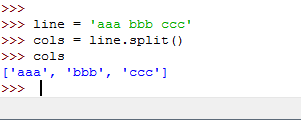 >>>
>>> line = 'aaa bbb ccc'
>>> cols = line.split()
>>> cols
['aaa', 'bbb', 'ccc']
>>>